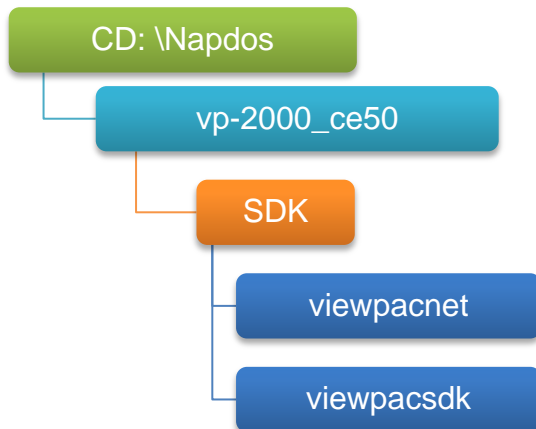 CD: \Napdos
vp-2000_ce50
SDK
viewpacnet
viewpacsdk